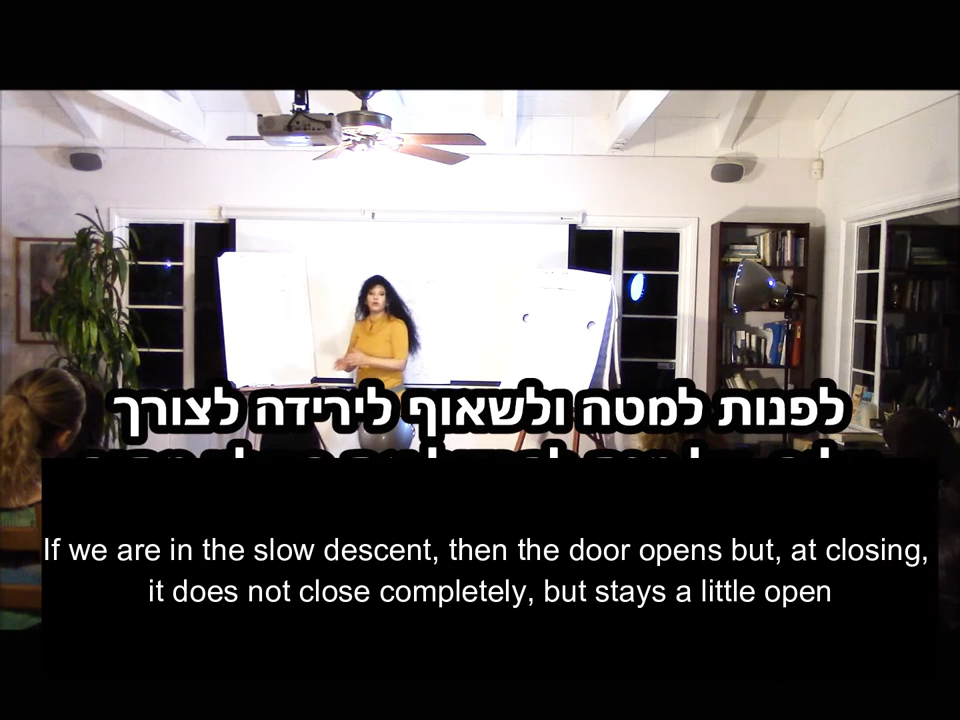 לפנות למטה ולשאוף לירידה לצורך
If we are in the slow descent, then the door opens but, at closing,
it does not close completely, but stays a little open